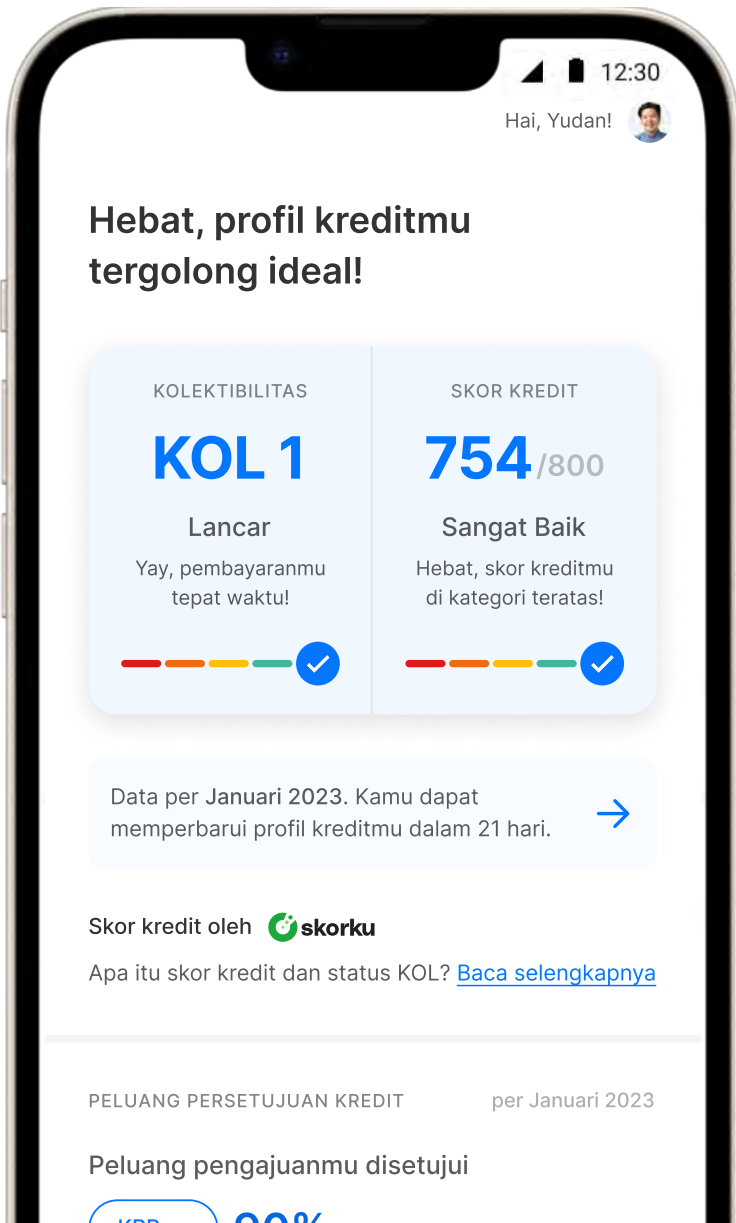 12:30
Hai, Yudan!
Hebat, profil kreditmu
tergolong ideal!
KOLEKTIBILITAS
KOL 1
Lancar
Yay, pembayaranmu
tepat waktu!
SKOR KREDIT
754/800
Sangat Baik
Hebat, skor kreditmu
di kategori teratas!
Data per Januari 2023. Kamu dapat
memperbarui profil kreditmu dalam 21 hari.
Skor kredit oleh skorku
Apa itu skor kredit dan status KOL? Baca selengkapnya
PELUANG PERSETUJUAN KREDIT per Januari 2023
Peluang pengajuanmu disetujui